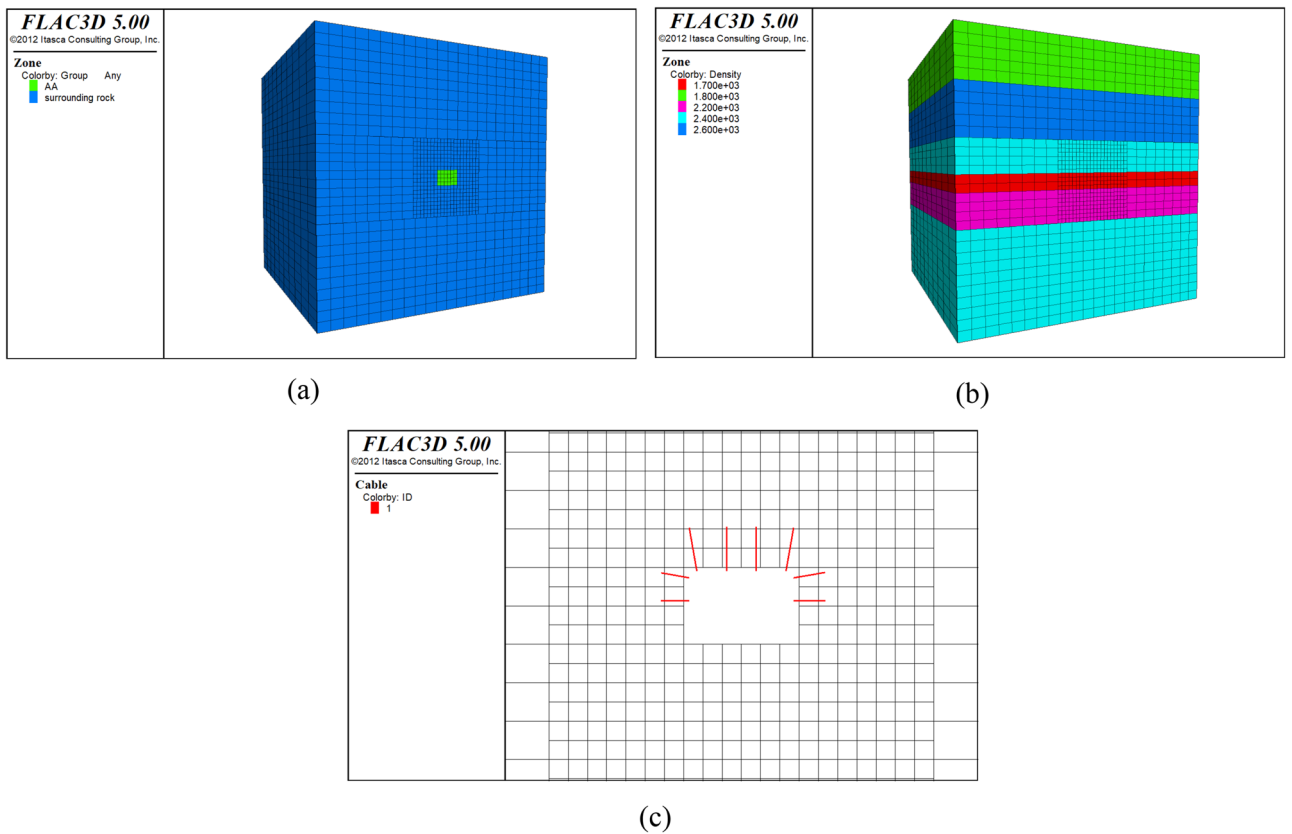 FLAC3D 5.00
©2012 Itasca Consulting Group, Inc.
Zone
Colorby: Group Any
AA
surrounding rock
(a)
FLAC3D 5.00
©2012 Itasca Consulting Group, Inc.
Zone
Colorby: Density
1.700e+03
1.800e+03
2.200e+03
2.400e+03
2.600e+03
(b)
FLAC3D 5.00
©2012 Itasca Consulting Group, Inc.
Cable
Colorby: ID
1
(c)